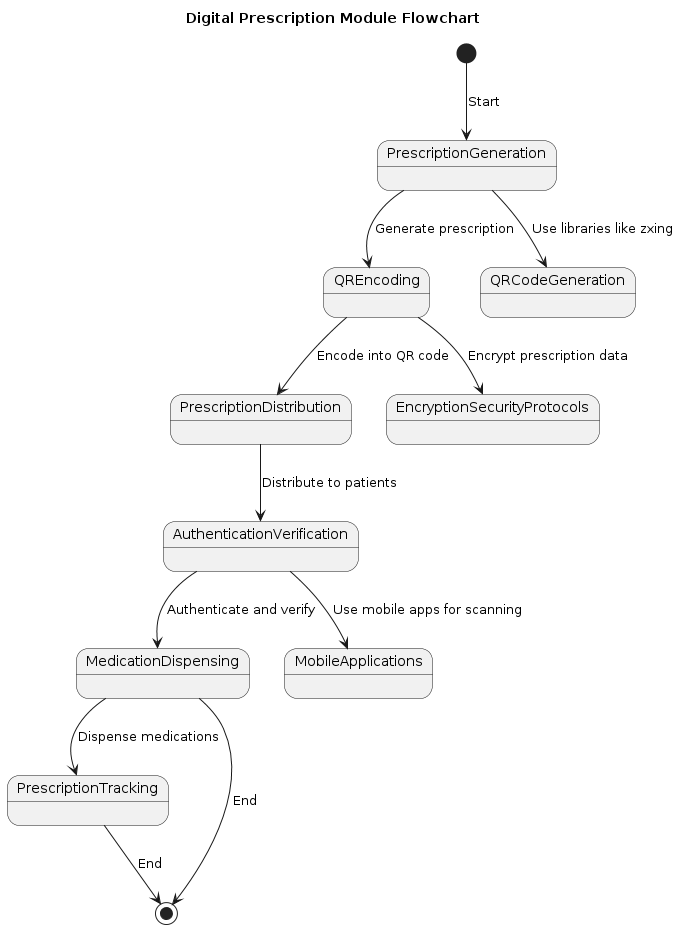 Digital Prescription Module Flowchart
Start
PrescriptionGeneration
Generate prescription
Use libraries like zxing
QREncoding
QRCodeGeneration
Encode into QR code
Encrypt prescription data
PrescriptionDistribution
EncryptionSecurityProtocols
Distribute to patients
AuthenticationVerification
Authenticate and verify
Use mobile apps for scanning
MedicationDispensing
MobileApplications
Dispense medications
PrescriptionTracking
End
End